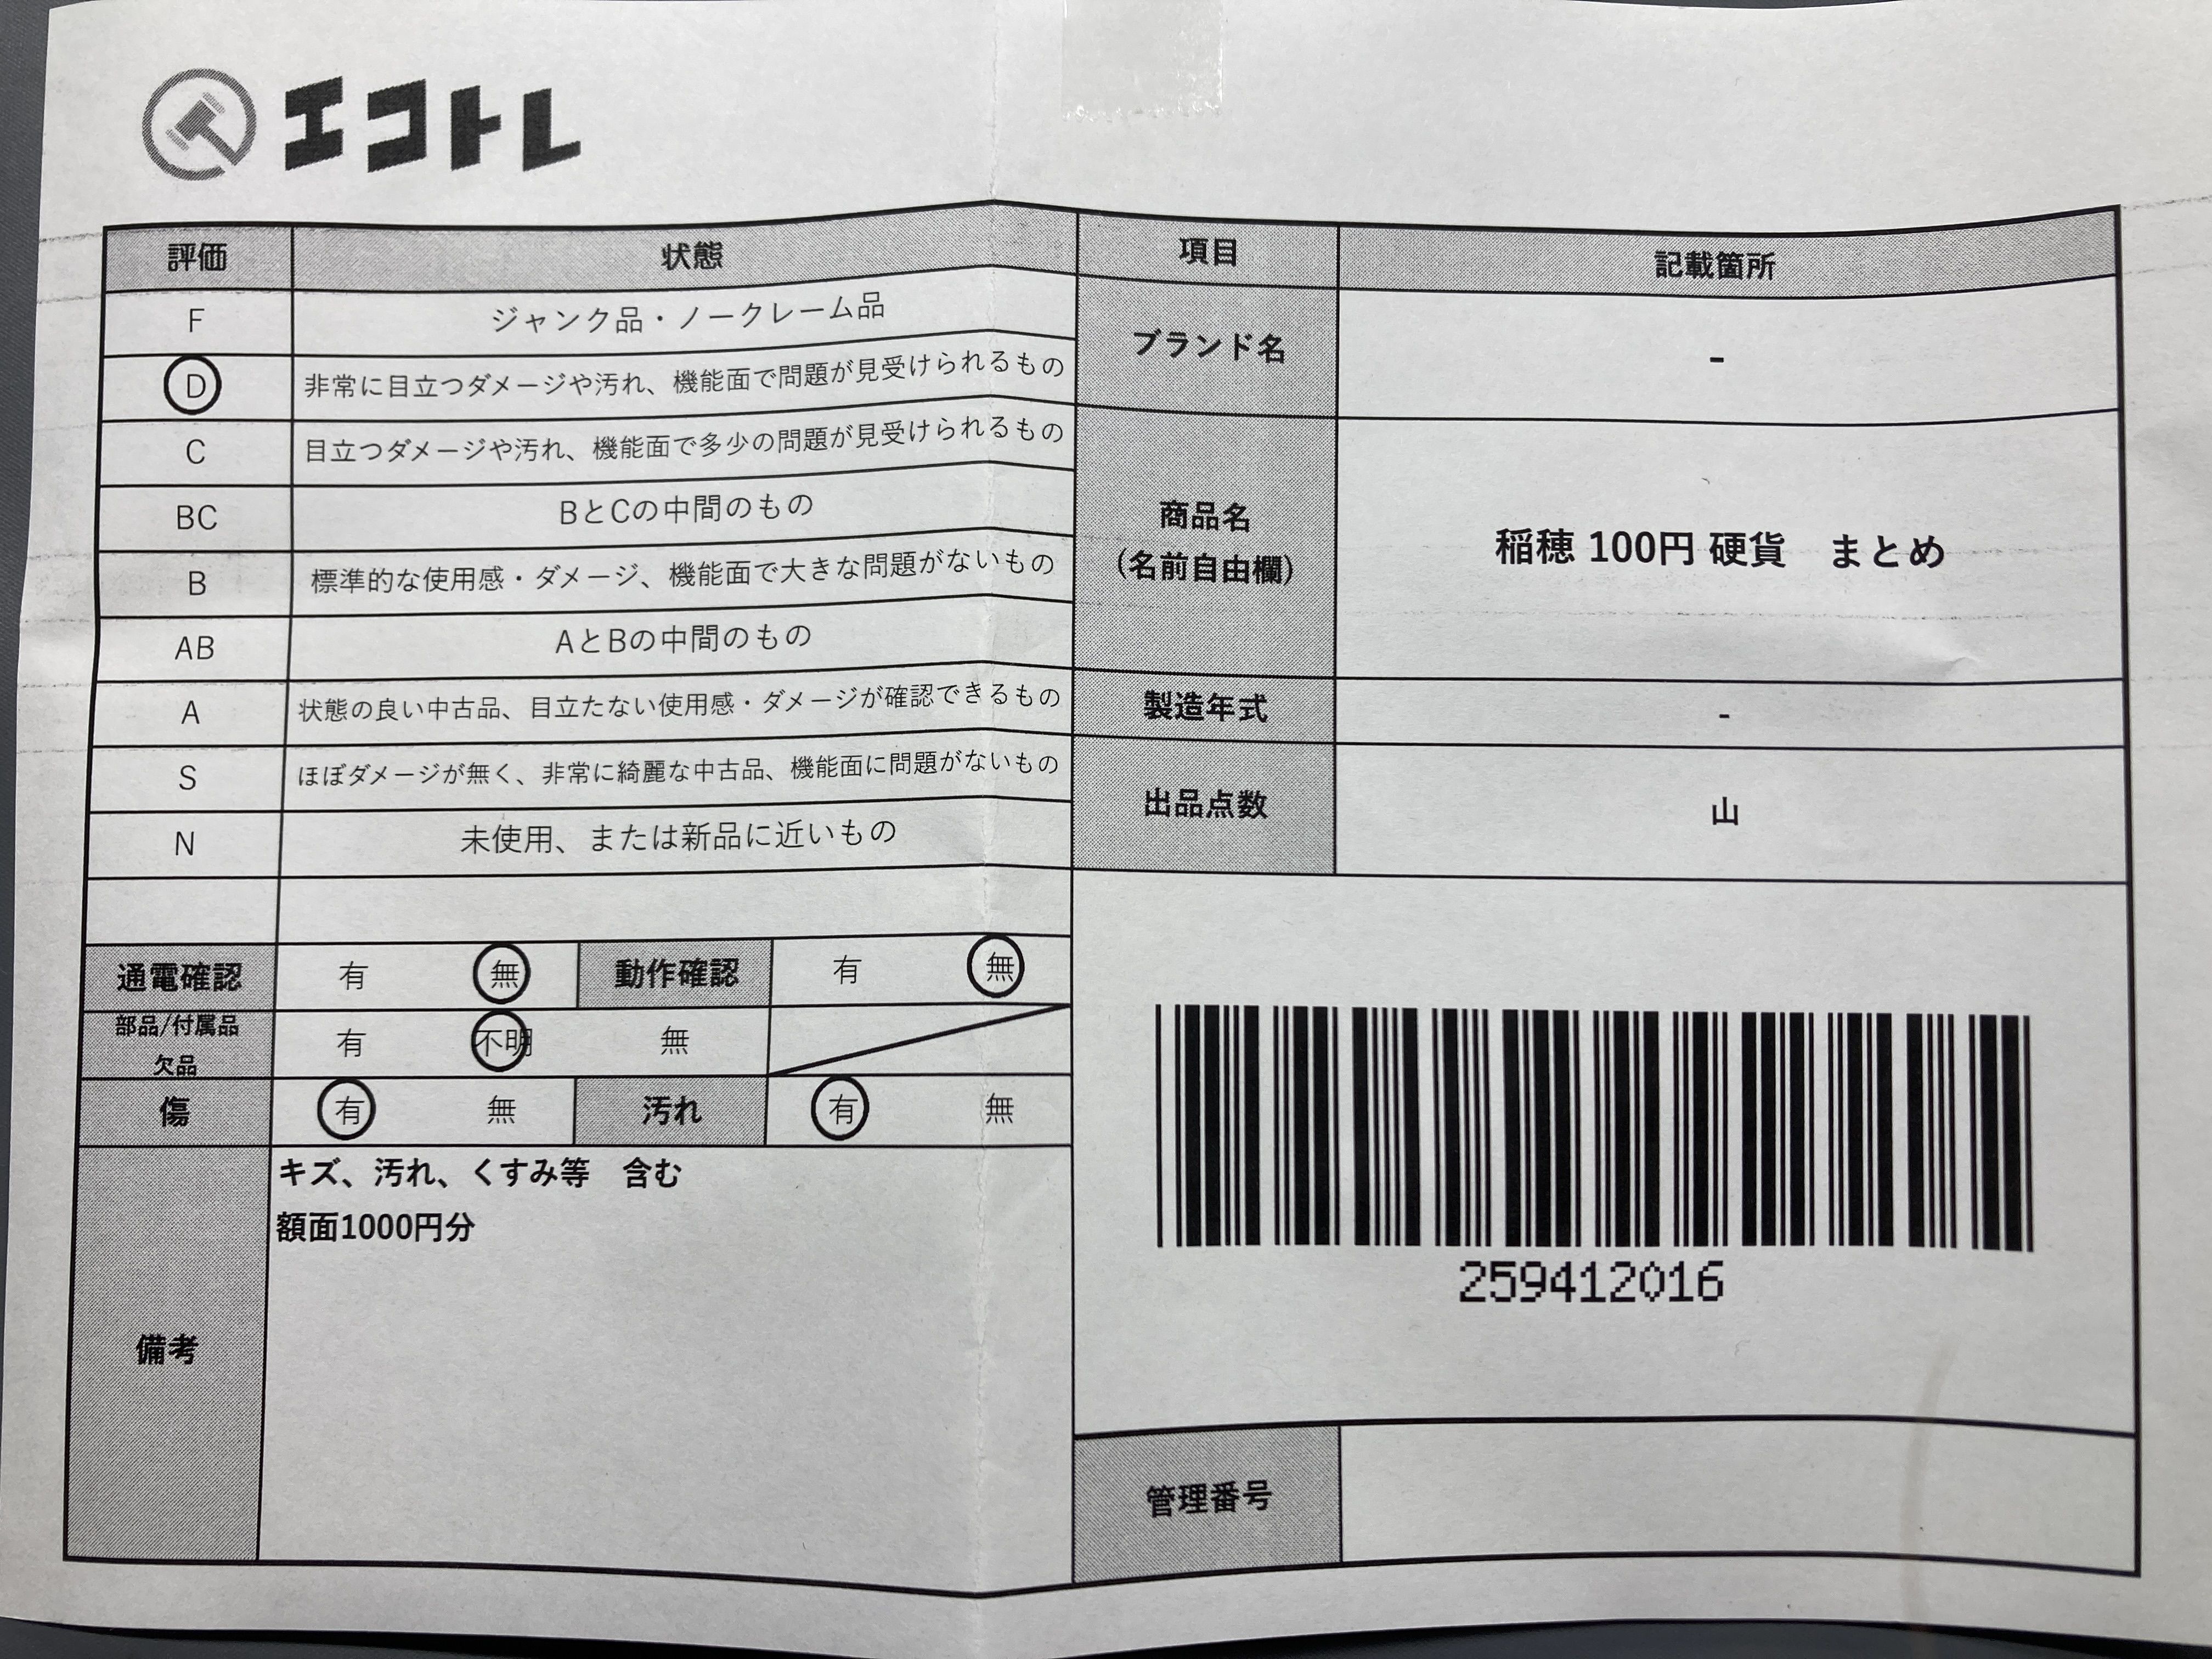 エコトレ
評価 状態
F ジャンク品・ノークレーム品
D 非常に目立つダメージや汚れ、機能面で問題が見受けられるもの
C 目立つダメージや汚れ、機能面で多少の問題が見受けられるもの
BC BとCの中間のもの
B 標準的な使用感・ダメージ、機能面で大きな問題がないもの
AB AとBの中間のもの
A 状態の良い中古品、目立たない使用感・ダメージが確認できるもの
S ほぼダメージが無く、非常に綺麗な中古品、機能面に問題がないもの
N 未使用、または新品に近いもの
通電確認 有 無 動作確認 有 無
部品/付属品
欠品 有 不明 無
傷 有 無 汚れ 有 無
備考
キズ、汚れ、くすみ等 含む
額面1000円分
項目 記載箇所
ブランド名 -
商品名
(名前自由欄)
稲穂 100円 硬貨 まとめ
製造年式 -
出品点数 山
259412016
管理番号